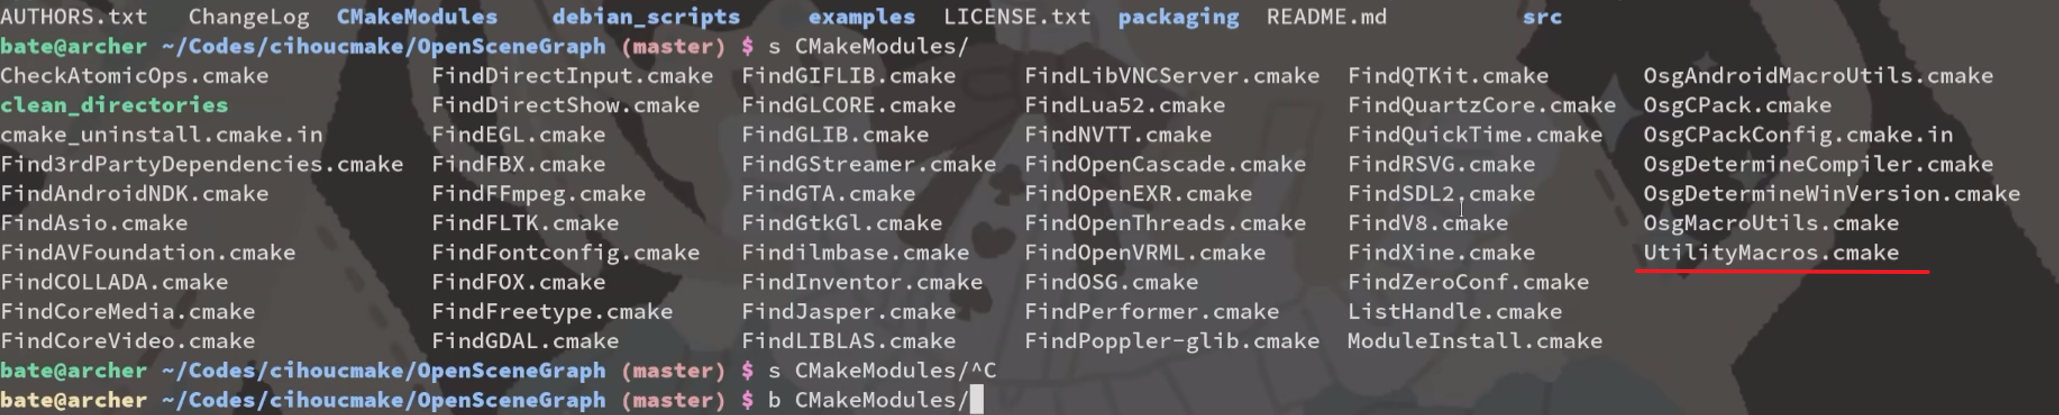 AUTHORS.txt ChangeLog CMakeModules debian_scripts examples LICENSE.txt packaging README.md src
bate@archer ~/Codes/cihoucmake/OpenSceneGraph (master) $ s CMakeModules/
CheckAtomicOps.cmake FindDirectInput.cmake FindGIFLIB.cmake FindLibVNCServer.cmake FindQTKit.cmake OsgAndroidMacroUtils.cmake
clean_directories FindDirectShow.cmake FindGLCORE.cmake FindLua52.cmake FindQuartzCore.cmake OsgCPack.cmake
cmake_uninstall.cmake.in FindEGL.cmake FindGLIB.cmake FindNVTT.cmake FindQuickTime.cmake OsgCPackConfig.cmake.in
Find3rdPartyDependencies.cmake FindFBX.cmake FindGStreamer.cmake FindOpenCascade.cmake FindRSVG.cmake OsgDetermineCompiler.cmake
FindAndroidNDK.cmake FindFFmpeg.cmake FindGTA.cmake FindOpenEXR.cmake FindSDL2.cmake OsgDetermineWinVersion.cmake
FindAsio.cmake FindFLTK.cmake FindGtkGl.cmake FindOpenThreads.cmake FindV8.cmake OsgMacroUtils.cmake
FindAVFoundation.cmake FindFontconfig.cmake Findilmbase.cmake FindOpenVRML.cmake FindXine.cmake UtilityMacros.cmake
FindCOLLADA.cmake FindFOX.cmake FindInventor.cmake FindOSG.cmake FindZeroConf.cmake
FindCoreMedia.cmake FindFreetype.cmake FindJasper.cmake FindPerformer.cmake ListHandle.cmake
FindCoreVideo.cmake FindGDAL.cmake FindLIBLAS.cmake FindPoppler-glib.cmake ModuleInstall.cmake
bate@archer ~/Codes/cihoucmake/OpenSceneGraph (master) $ s CMakeModules/^C
bate@archer ~/Codes/cihoucmake/OpenSceneGraph (master) $ b CMakeModules/